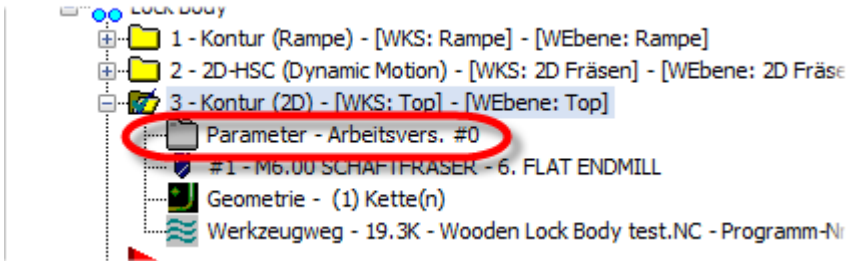 Lock Body
1 - Kontur (Rampe) - [WKS: Rampe] - [WEbene: Rampe]
2 - 2D-HSC (Dynamic Motion) - [WKS: 2D Fräsen] - [WEbene: 2D Fräse
3 - Kontur (2D) - [WKS: Top] - [WEbene: Top]
Parameter - Arbeitsvers. #0
#1 - M6.00 SCHAFTFRÄSER - 6. FLAT ENDMILL
Geometrie - (1) Kette(n)
Werkzeugweg - 19.3K - Wooden Lock Body test.NC - Programm-Nr